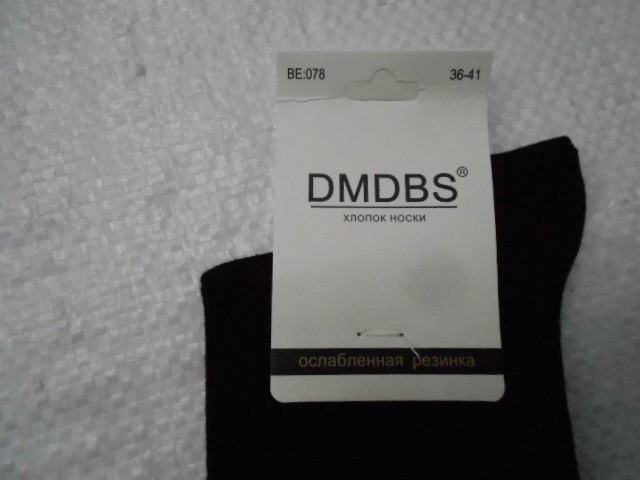 BE:078 36-41
DMDBS®
ХЛОПОК НОСКИ
ослабленная резинка